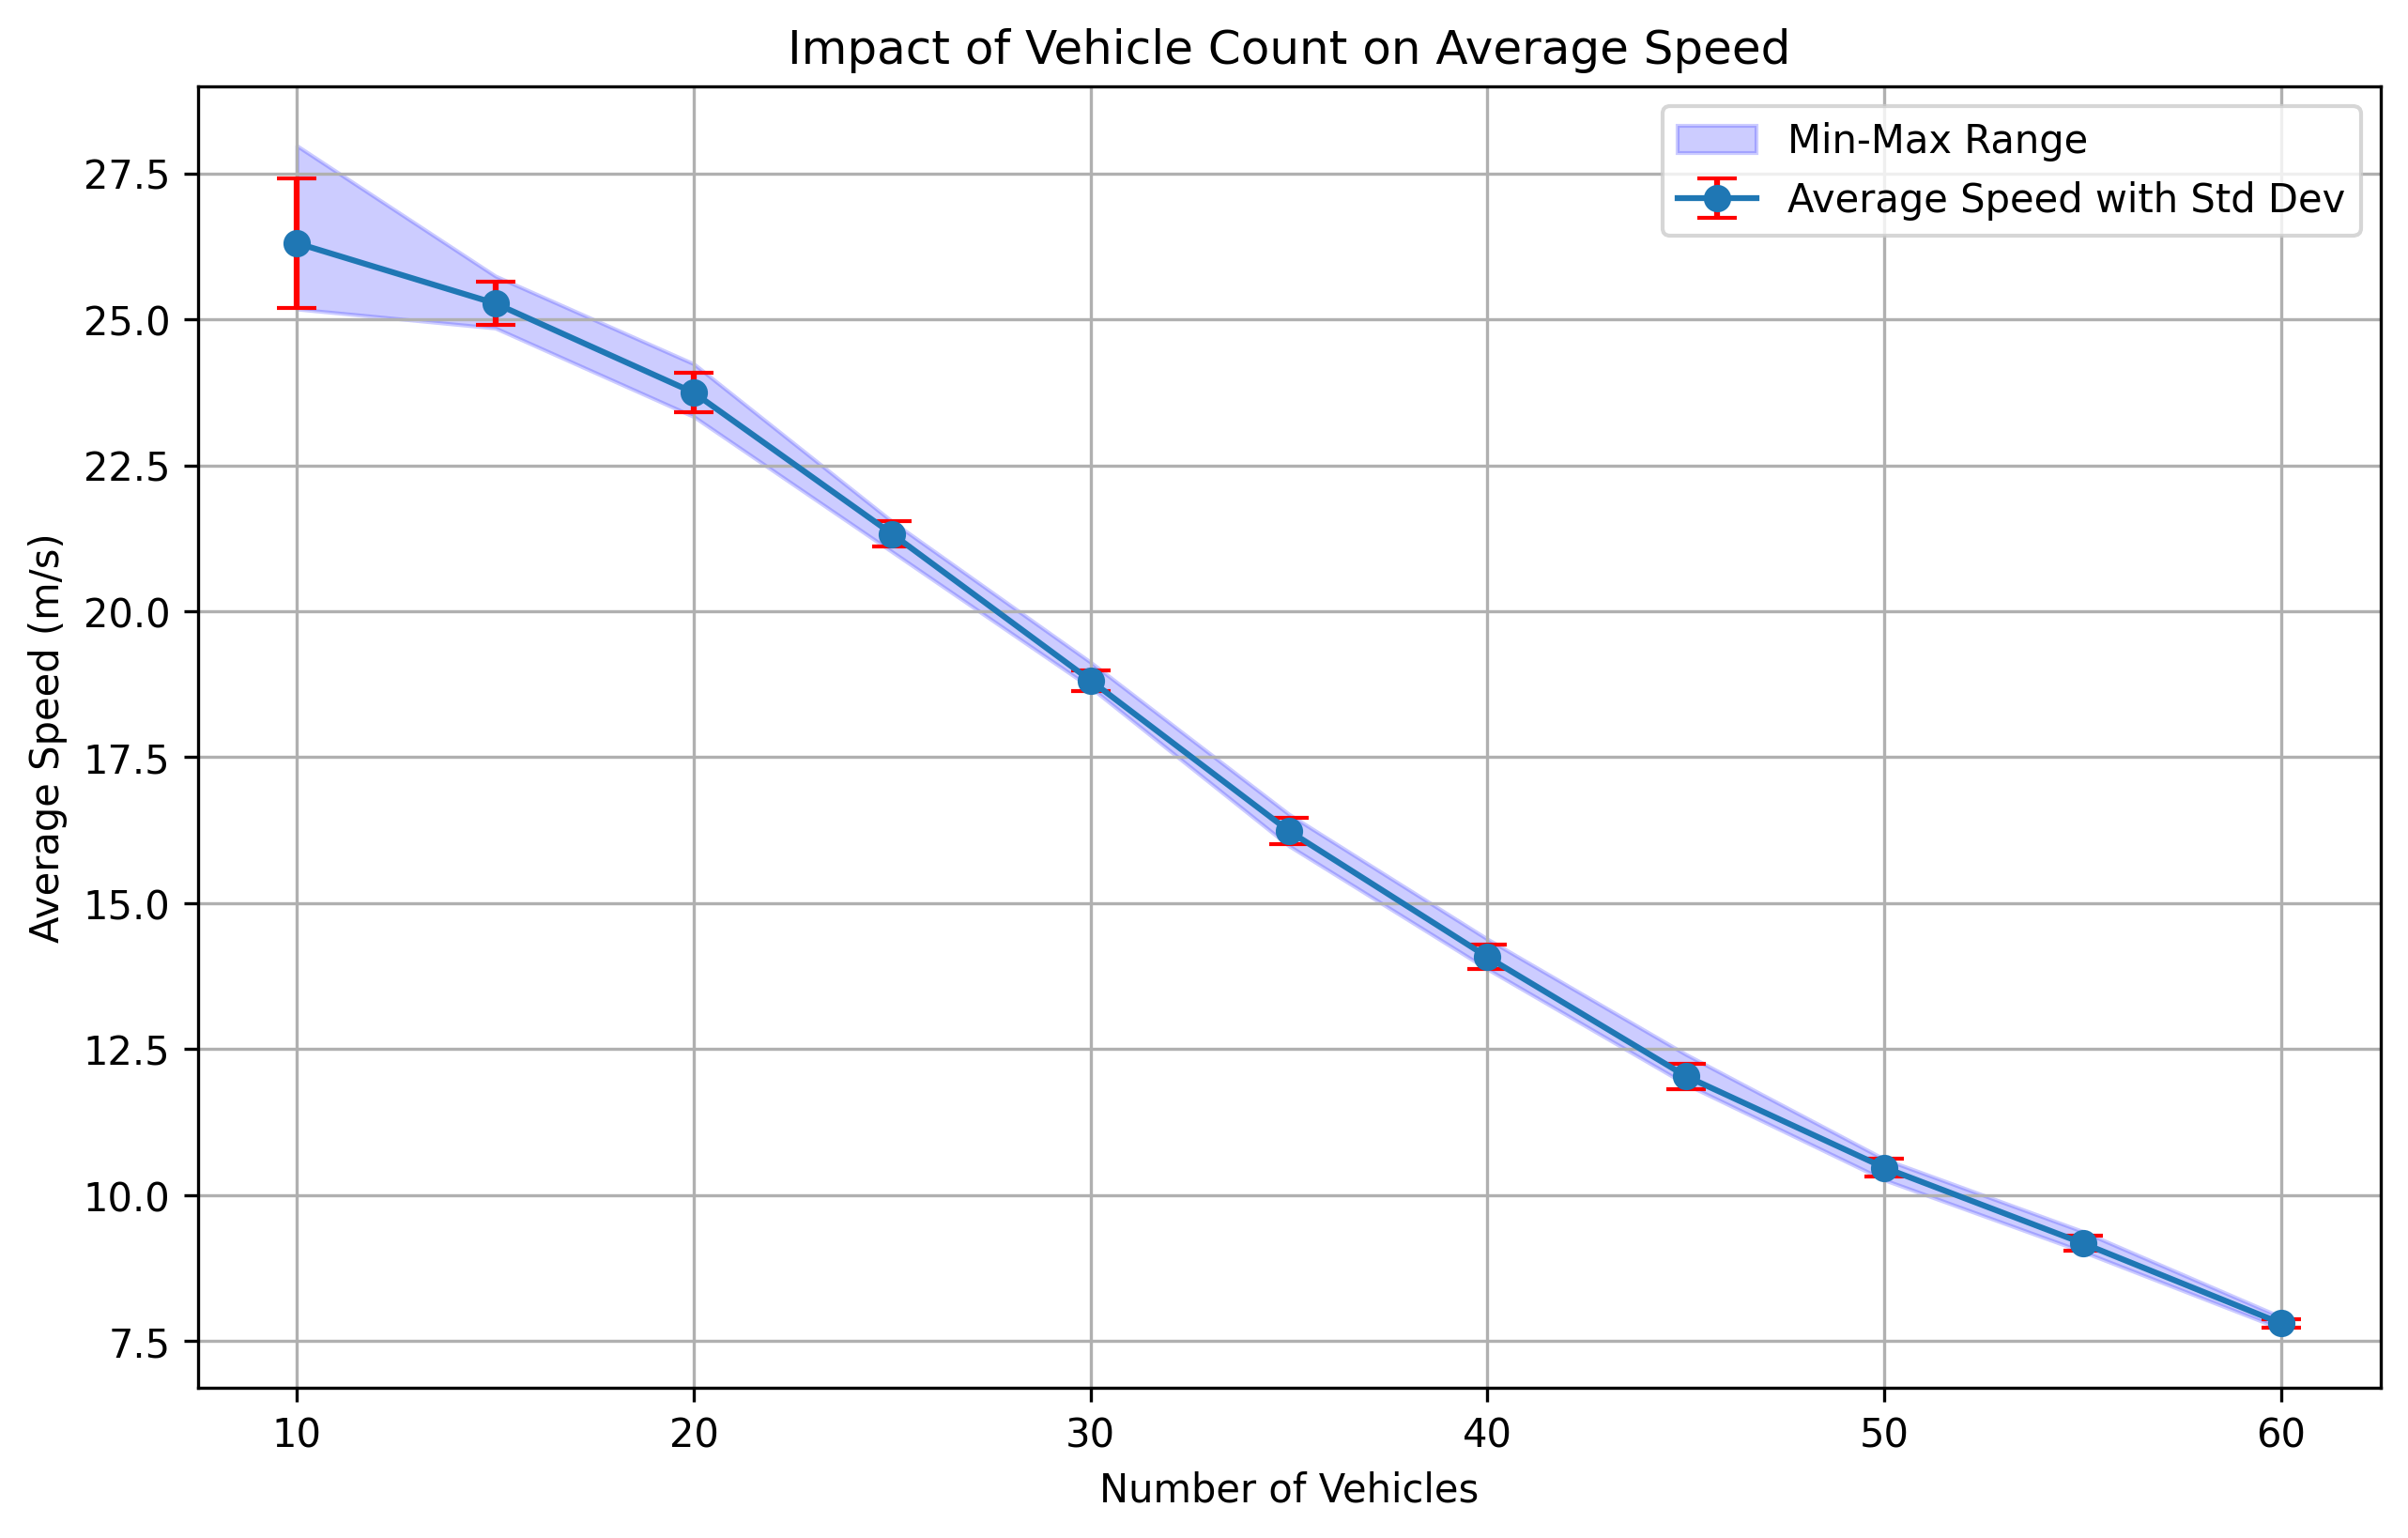 Impact of Vehicle Count on Average Speed
Min-Max Range
Average Speed with Std Dev
Average Speed (m/s)
27.5
25.0
22.5
20.0
17.5
15.0
12.5
10.0
7.5
10 20 30 40 50 60
Number of Vehicles